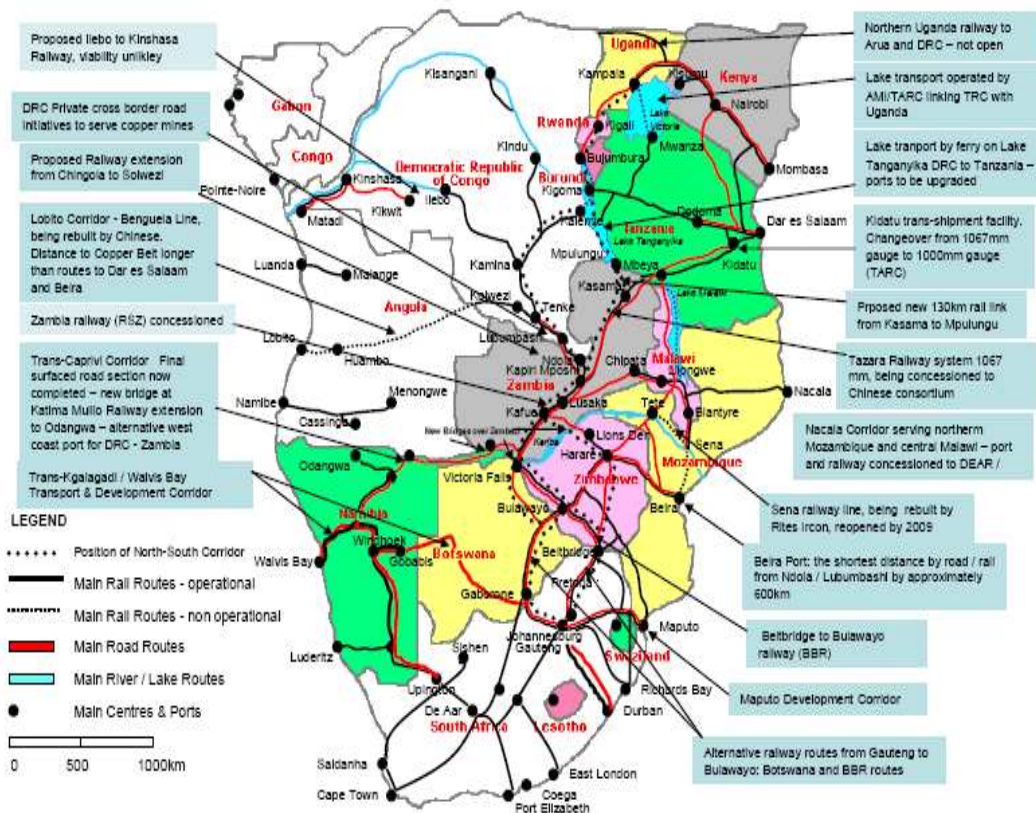 Proposed Ilebo to Kinshasa
Railway, viability unlikley
DRC Private cross border road
initiatives to serve copper mines
Proposed Railway extension
from Chingola to Solwezi
Lobito Corridor - Benguela Line,
being rebuilt by Chinese.
Distance to Copper Belt longer
than routes to Dar es Salaam
and Beira
Zambia railway (RSZ) concessioned
Trans-Caprivi Corridor - Final
surfaced road section now
completed – new bridge at
Katima Mulilo Railway extension
to Odangwa – alternative west
coast port for DRC - Zambia
Trans-Kgalagadi / Walvis Bay
Transport & Development Corridor
LEGEND
Position of North-South Corridor
Main Rail Routes - operational
Main Rail Routes - non operational
Main Road Routes
Main River / Lake Routes
Main Centres & Ports
0 500 1000km
Uganda
Kampala
Kisumu
Kenya
Nairobi
Mombasa
Kisangani
Gabon
Congo
Democratic Republic
of Congo
Rwanda
Kigali
Lake
Victoria
Mwanza
Kindu
Bujumbura
Burundi
Kigoma
Pointe-Noire
Kinshasa
Matadi
Kikwit
Ilebo
Kalemie
Tanzania
Dodoma
Dar es Salaam
Lake Tanganyika
Kidatu
Mpulungu
Mbeya
Kasama
Lake Malawi
Luanda
Malange
Kamina
Kolwezi
Tenke
Angola
Lubumbashi
Lobito
Huambo
Ndola
Kapiri Mposhi
Zambia
Chipata
Malawi
Lilongwe
Nacala
Menongwe
Namibe
Cassinga
Lusaka
Kafue
Tete
Blantyre
New Bridges over Zambezi
Kariba
Lions Den
Harare
Sena
Mozambique
Odangwa
Victoria Falls
Zimbabwe
Beira
Namibia
Bulawayo
Windhoek
Gobabis
Walvis Bay
Botswana
Beitbridge
Gaborone
Pretoria
Johannesburg
Gauteng
Maputo
Swaziland
Luderitz
Sishen
Upington
Richards Bay
Durban
De Aar
South Africa
Lesotho
Saldanha
Cape Town
East London
Coega
Port Elizabeth
Northern Uganda railway to
Arua and DRC – not open
Lake transport operated by
AMI/TARC linking TRC with
Uganda
Lake tranport by ferry on Lake
Tanganyika DRC to Tanzania –
ports to be upgraded
Kidatu trans-shipment facility.
Changeover from 1067mm
gauge to 1000mm gauge
(TARC)
Prposed new 130km rail link
from Kasama to Mpulungu
Tazara Railway system 1067
mm, being concessioned to
Chinese consortium
Nacala Corridor serving northern
Mozambique and central Malawi – port
and railway concessioned to DEAR /
Sena railway line, being rebuilt by
Rites Ircon, reopened by 2009
Beira Port: the shortest distance by road / rail
from Ndola / Lubumbashi by approximately
600km
Beitbridge to Bulawayo
railway (BBR)
Maputo Development Corridor
Alternative railway routes from Gauteng to
Bulawayo: Botswana and BBR routes